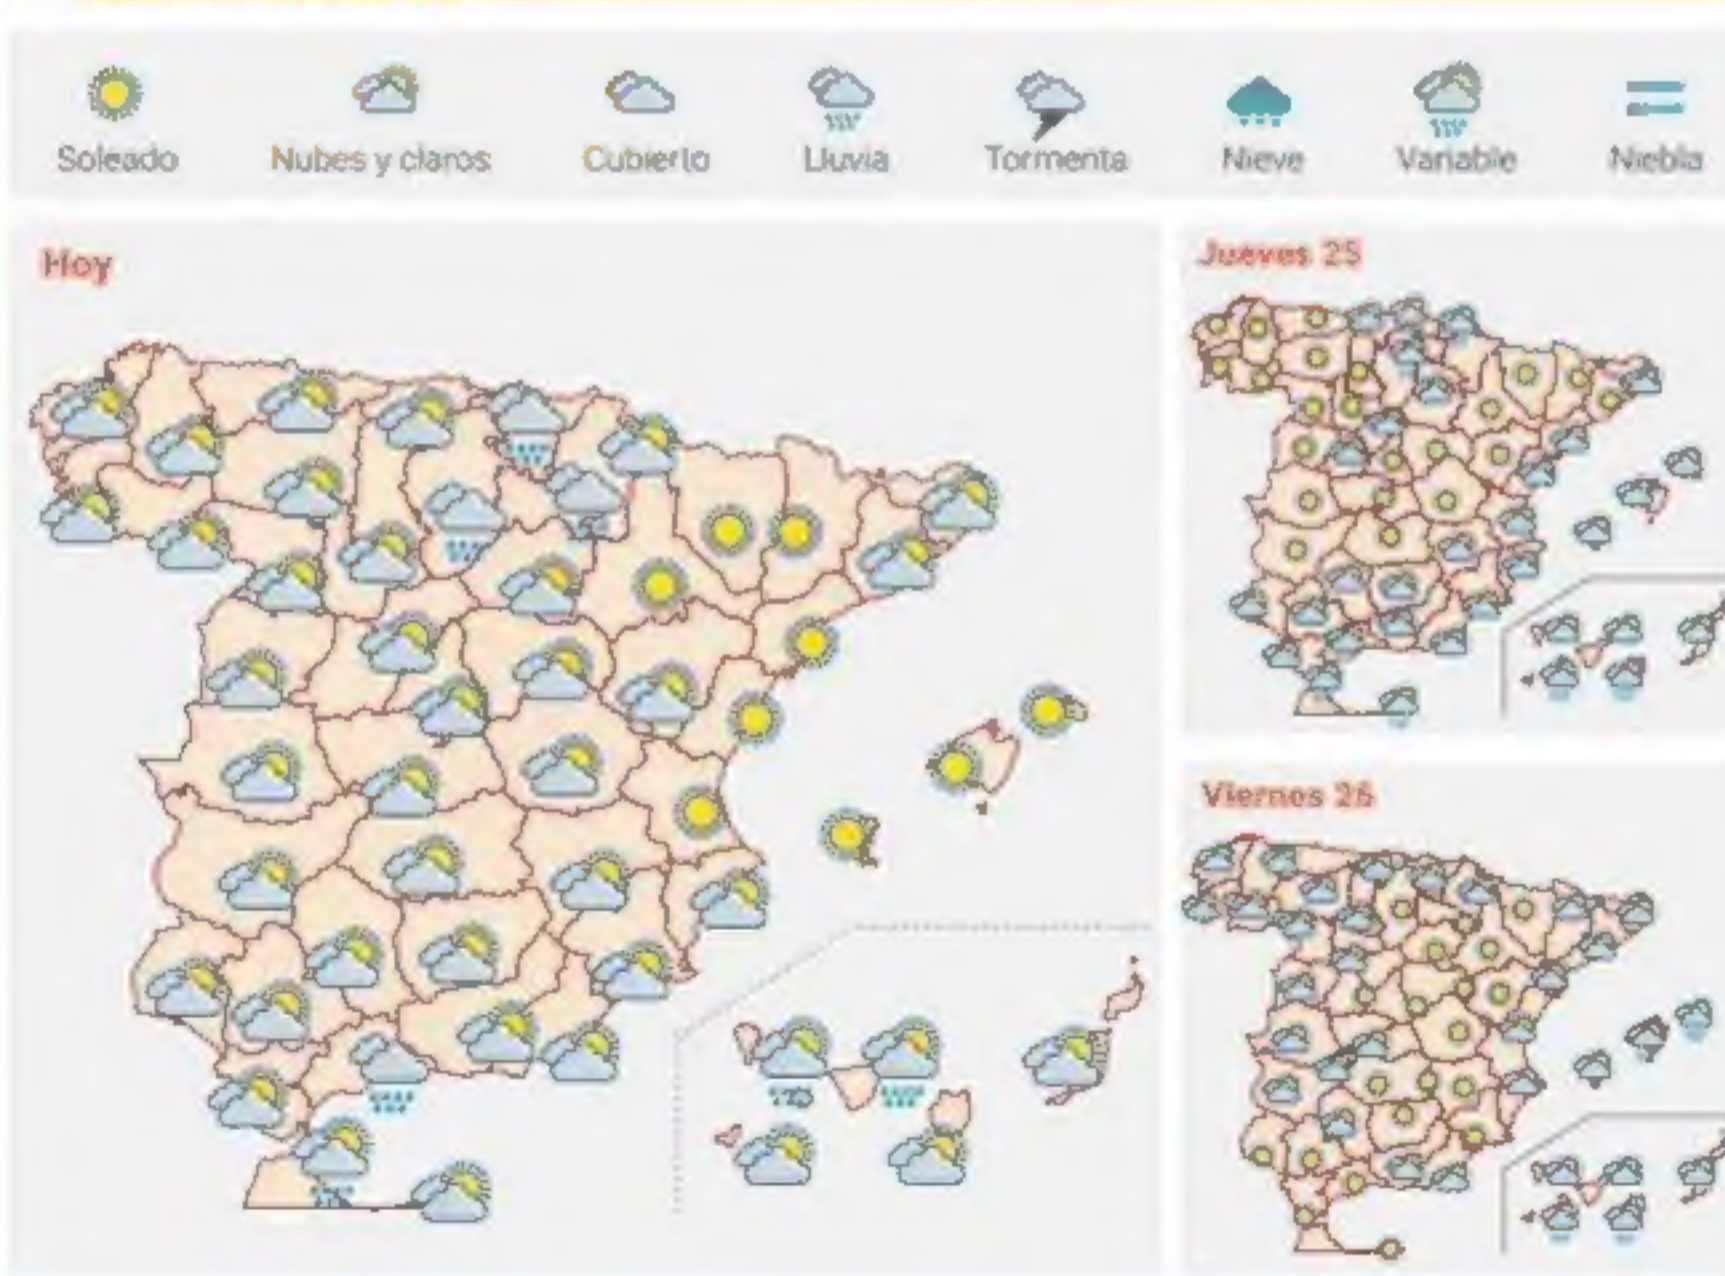 Soleado Nubes y claros Cubierto Lluvia Tormenta Nieve Variable Niebla
Hoy
Jueves 25
Viernes 26